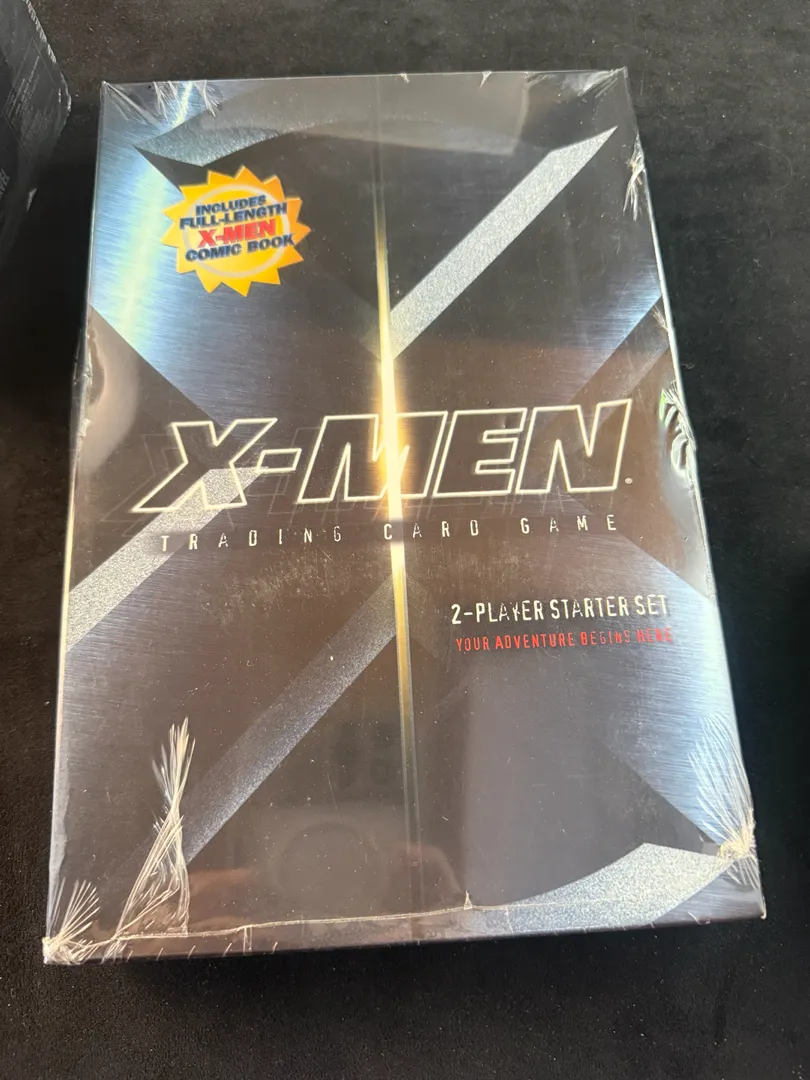 INCLUDES
FULL-LENGTH
X-MEN
COMIC BOOK
X-MEN
TRADING CARD GAME
2-PLAYER STARTER SET
YOUR ADVENTURE BEGINS HERE